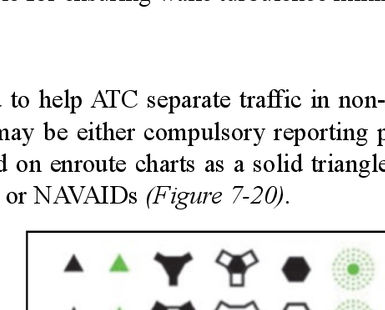 to help ATC separate traffic in non-
may be either compulsory reporting
on enroute charts as a solid triangle
or NAVAIDs (Figure 7-20).